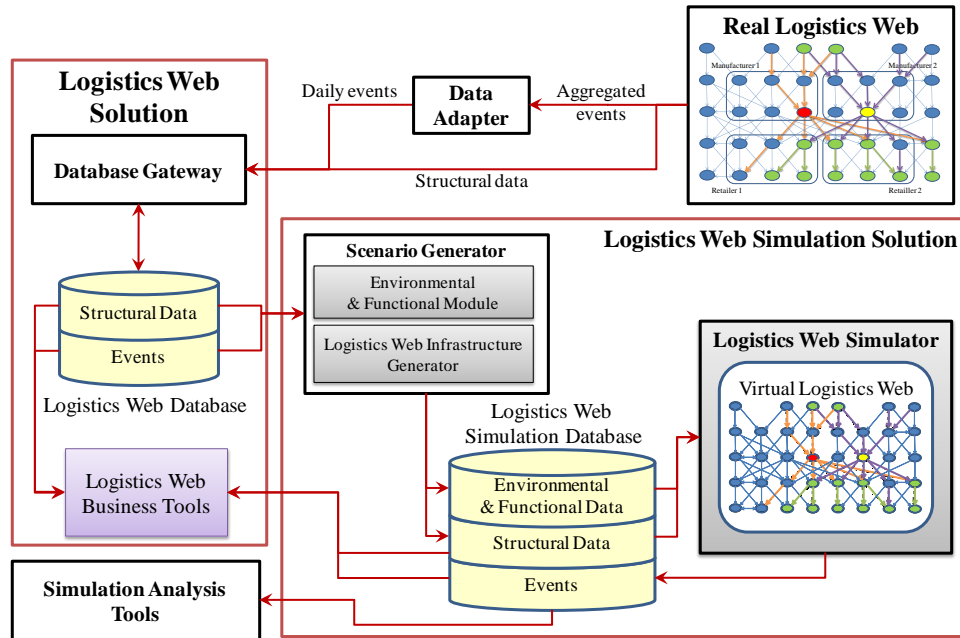 Real Logistics Web
Manufacturer 1
Manufacturer 2
Retailer 1
Retailler 2
Logistics Web
Solution
Daily events
Data
Adapter
Aggregated
events
Database Gateway
Structural data
Logistics Web Simulation Solution
Scenario Generator
Environmental
& Functional Module
Logistics Web Infrastructure
Generator
Structural Data
Events
Logistics Web Database
Logistics Web Simulator
Virtual Logistics Web
Logistics Web
Simulation Database
Environmental
& Functional Data
Structural Data
Events
Logistics Web
Business Tools
Simulation Analysis
Tools